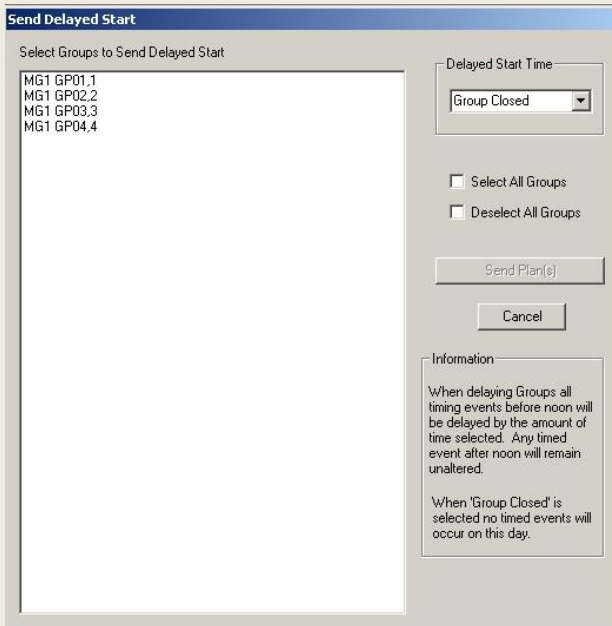 Send Delayed Start
Select Groups to Send Delayed Start
MG1 GP01,1
MG1 GP02,2
MG1 GP03,3
MG1 GP04,4
Delayed Start Time
Group Closed
Select All Groups
Deselect All Groups
Send Plan(s)
Cancel
Information
When delaying Groups all
timing events before noon will
be delayed by the amount of
time selected. Any timed
event after noon will remain
unaltered.
When 'Group Closed' is
selected no timed events will
occur on this day.